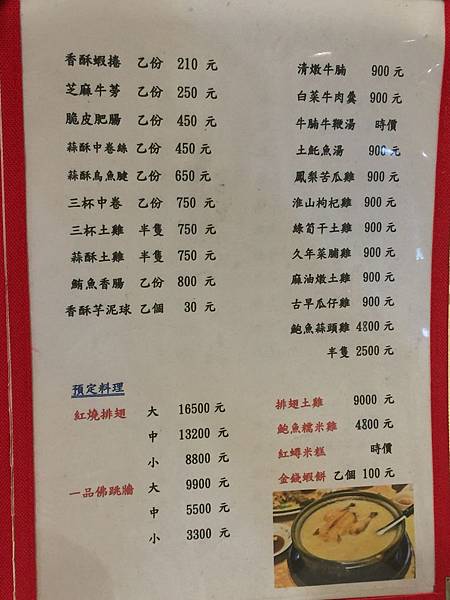 香酥蝦捲 乙份 210 元
芝麻牛蒡 乙份 250 元
脆皮肥腸 乙份 450 元
蒜酥中卷絲 乙份 450 元
蒜酥烏魚腱 乙份 650 元
三杯中卷 乙份 750 元
三杯土雞 半隻 750 元
蒜酥土雞 半隻 750 元
鮪魚香腸 乙份 800 元
香酥芋泥球 乙個 30 元
清燉牛腩 900 元
白菜牛肉羹 900 元
牛腩牛鞭湯 時價
土魠魚湯 900 元
鳳梨苦瓜雞 900 元
淮山枸杞雞 900 元
綠筍干土雞 900 元
久年菜脯雞 900 元
麻油燉土雞 900 元
古早瓜仔雞 900 元
鮑魚蒜頭雞 4800 元
半隻 2500 元
預定料理
紅燒排翅 大 16500 元
中 13200 元
小 8800 元
一品佛跳牆 大 9900 元
中 5500 元
小 3300 元
排翅土雞 9000 元
鮑魚糯米雞 4800 元
紅蟳米糕 時價
金錢蝦餅 乙個 100 元